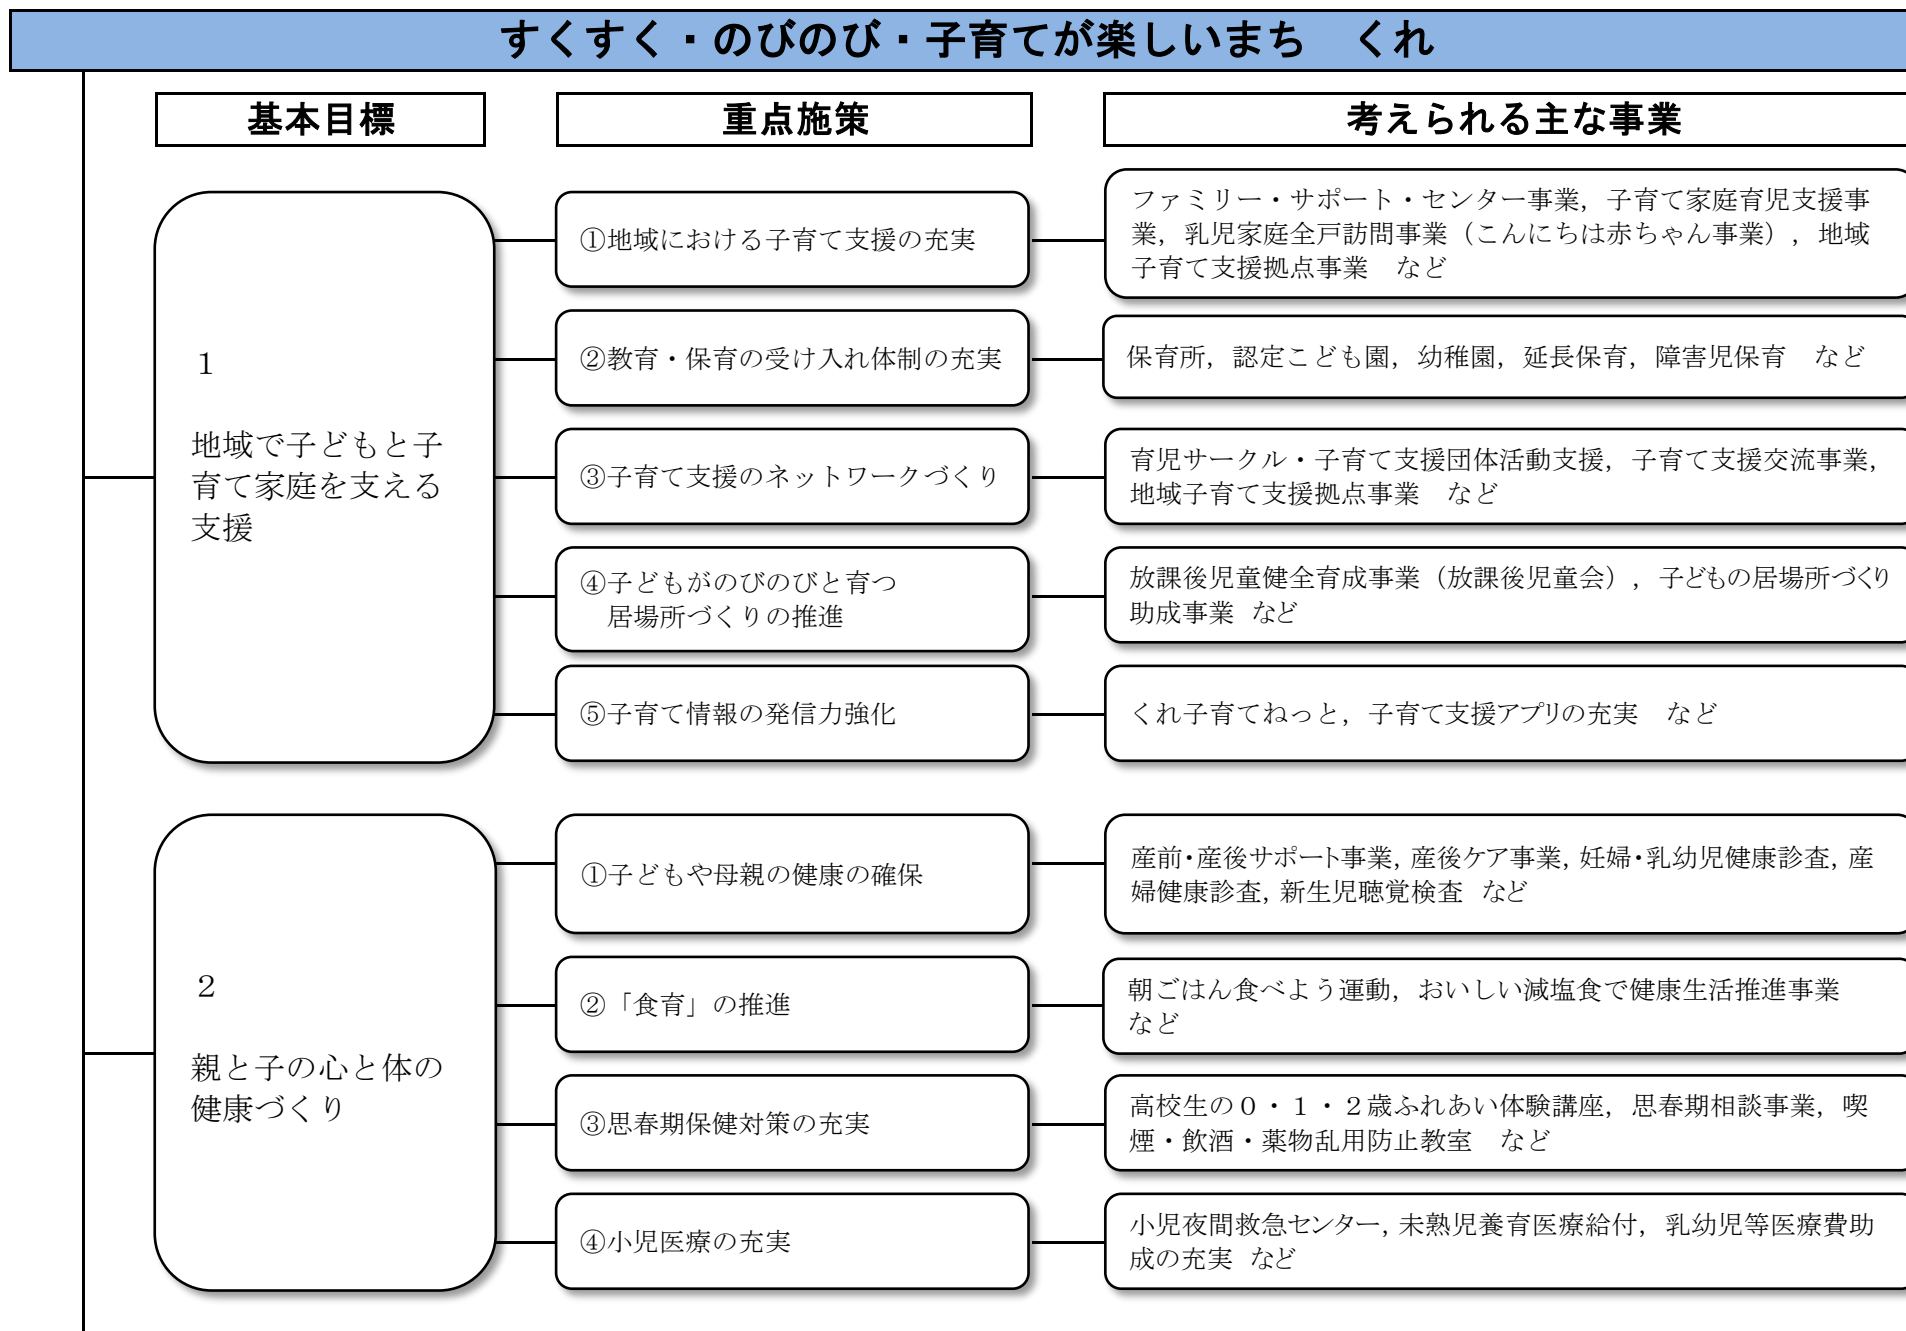 すくすく・のびのび・子育てが楽しいまち　くれ
基本目標
重点施策
考えられる主な事業
1
地域で子どもと子
育て家庭を支える
支援
①地域における子育て支援の充実
ファミリー・サポート・センター事業，子育て家庭育児支援事
業，乳児家庭全戸訪問事業（こんにちは赤ちゃん事業），地域
子育て支援拠点事業　など
②教育・保育の受け入れ体制の充実
保育所，認定こども園，幼稚園，延長保育，障害児保育　など
③子育て支援のネットワークづくり
育児サークル・子育て支援団体活動支援，子育て支援交流事業，
地域子育て支援拠点事業　など
④子どもがのびのびと育つ
居場所づくりの推進
放課後児童健全育成事業（放課後児童会），子どもの居場所づくり
助成事業 など
⑤子育て情報の発信力強化
くれ子育てねっと，子育て支援アプリの充実　など
2
親と子の心と体の
健康づくり
①子どもや母親の健康の確保
産前・産後サポート事業，産後ケア事業，妊婦・乳幼児健康診査，産
婦健康診査，新生児聴覚検査 など
②「食育」の推進
朝ごはん食べよう運動，おいしい減塩食で健康生活推進事業
など
③思春期保健対策の充実
高校生の０・１・２歳ふれあい体験講座，思春期相談事業，喫
煙・飲酒・薬物乱用防止教室　など
④小児医療の充実
小児夜間救急センター，未熟児養育医療給付，乳幼児等医療費助
成の充実 など